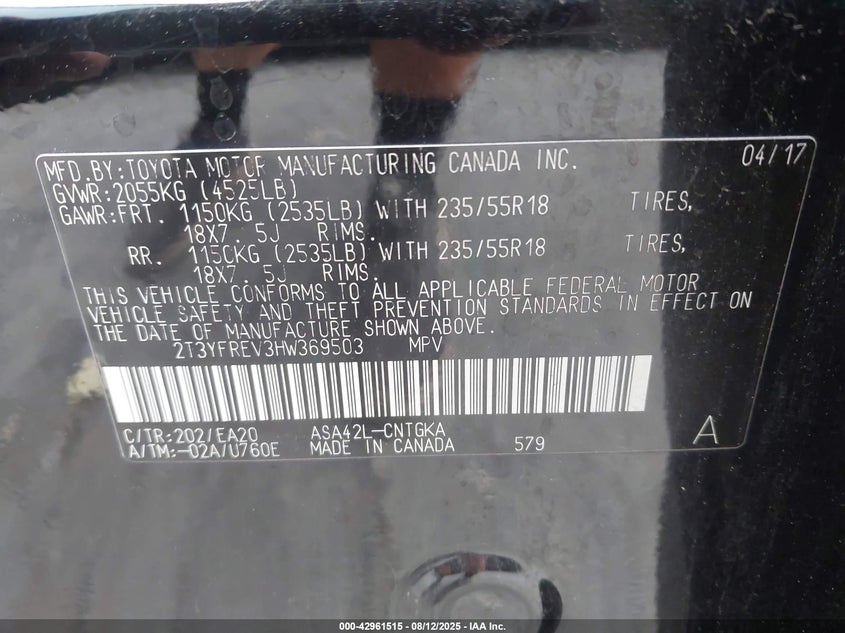 MFD.BY:TOYOTA MOTOR MANUFACTURING CANADA INC. 04/17
GVWR:2055KG (4525LB)
GAWR:FRT. 1150KG (2535LB) WITH 235/55R18 TIRES,
18X7. 5J RIMS.
RR. 1150KG (2535LB) WITH 235/55R18 TIRES,
18X7. 5J RIMS.
THIS VEHICLE CONFORMS TO ALL APPLICABLE FEDERAL MOTOR
VEHICLE SAFETY AND THEFT PREVENTION STANDARDS IN EFFECT ON
THE DATE OF MANUFACTURE SHOWN ABOVE.
2T3YFREV3HW369503 MPV
C/TR:202/EA20 ASA42L-CNTGKA
A/TM:-02A/U760E MADE IN CANADA 579 A
000-42961515 - 08/12/2025 - IAA Inc.